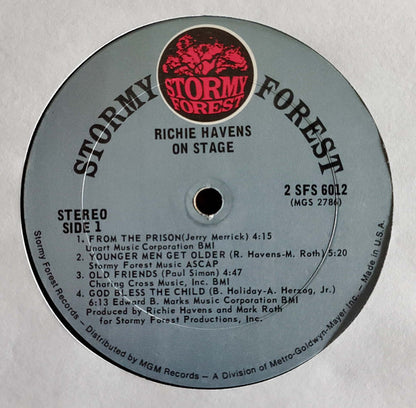 STORMY FOREST
STORMY
FOREST
RICHIE HAVENS
ON STAGE
2 SFS 6012
(MGS 2786)
STEREO
SIDE 1
1. FROM THE PRISON(Jerry Merrick) 4:15
Unart Music Corporation BMI
2. YOUNGER MEN GET OLDER (R. Havens-M. Roth) 5:20
Stormy Forest Music ASCAP
3. OLD FRIENDS (Paul Simon) 4:47
Charing Cross Music, Inc. BMI
4. GOD BLESS THE CHILD (B. Holiday-A. Herzog, Jr.)
6:13 Edward B. Marks Music Corporation BMI
Produced by Richie Havens and Mark Roth
for Stormy Forest Productions, Inc.
Stormy Forest Records – Distributed by MGM Records – A Division of Metro-Goldwyn-Mayer Inc. – Made in U.S.A.